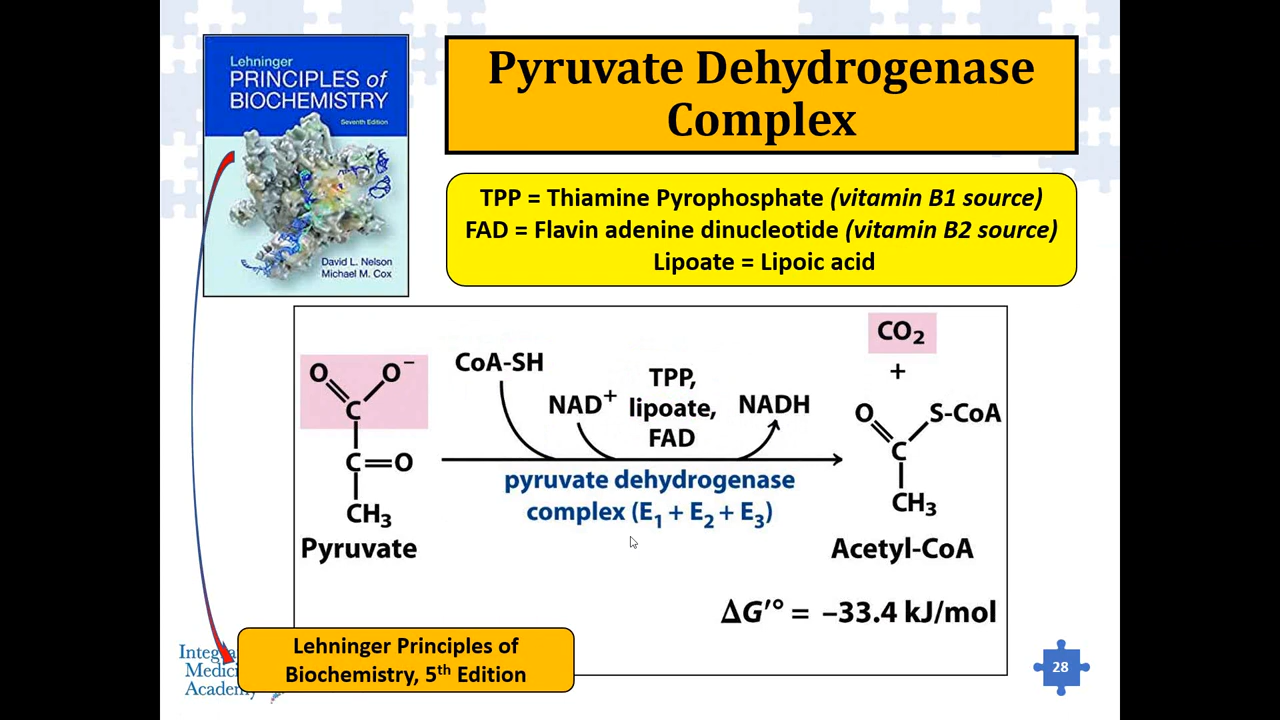 Lehninger
PRINCIPLES of
BIOCHEMISTRY
Seventh Edition
David L. Nelson
Michael M. Cox
Pyruvate Dehydrogenase
Complex
TPP = Thiamine Pyrophosphate (vitamin B1 source)
FAD = Flavin adenine dinucleotide (vitamin B2 source)
Lipoate = Lipoic acid
O O⁻
C
C=O
CH₃
Pyruvate
CoA-SH
NAD⁺
TPP,
lipoate,
FAD
NADH
pyruvate dehydrogenase
complex (E₁ + E₂ + E₃)
CO₂
+
O S-CoA
C
CH₃
Acetyl-CoA
ΔG′° = –33.4 kJ/mol
Lehninger Principles of
Biochemistry, 5th Edition
Academy
28